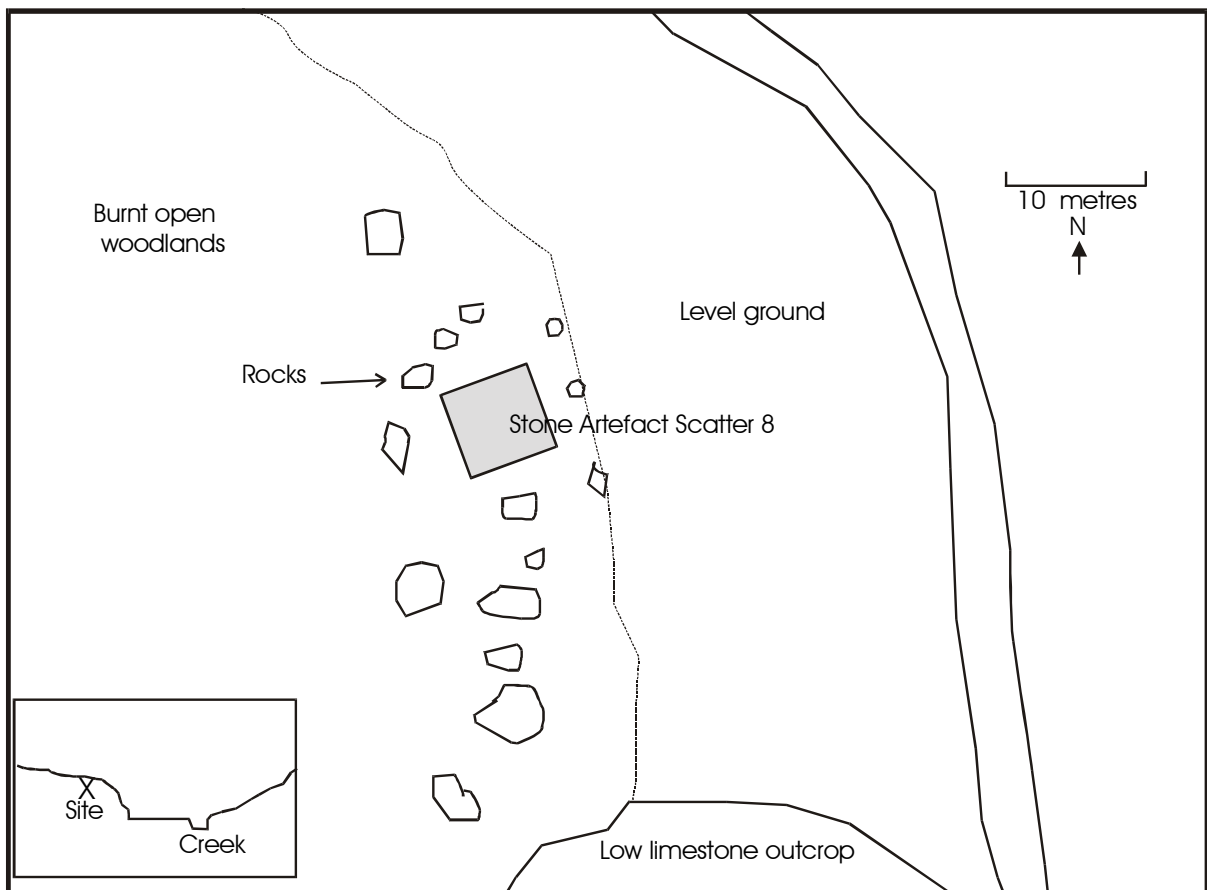 Burnt open
woodlands
10 metres
N
Level ground
Rocks
Stone Artefact Scatter 8
X
Site
Creek
Low limestone outcrop